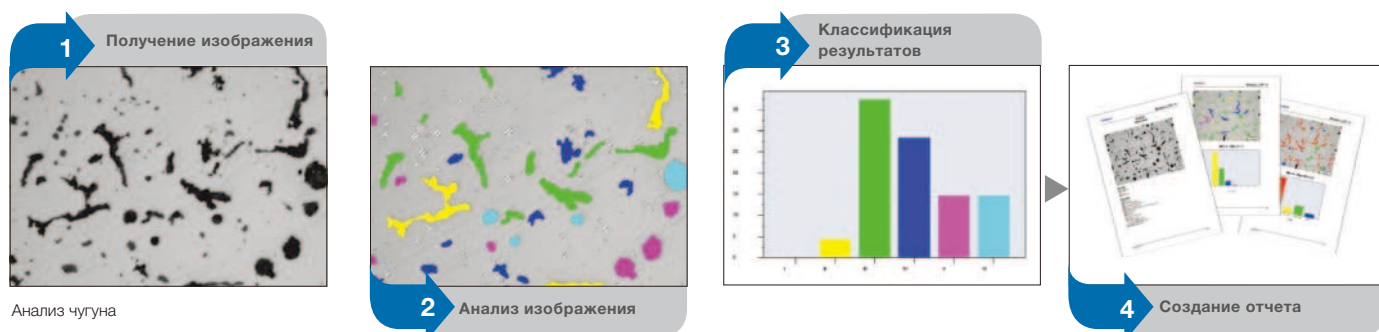 1 Получение изображения
Анализ чугуна
2 Анализ изображения
3 Классификация
результатов
4 Создание отчета